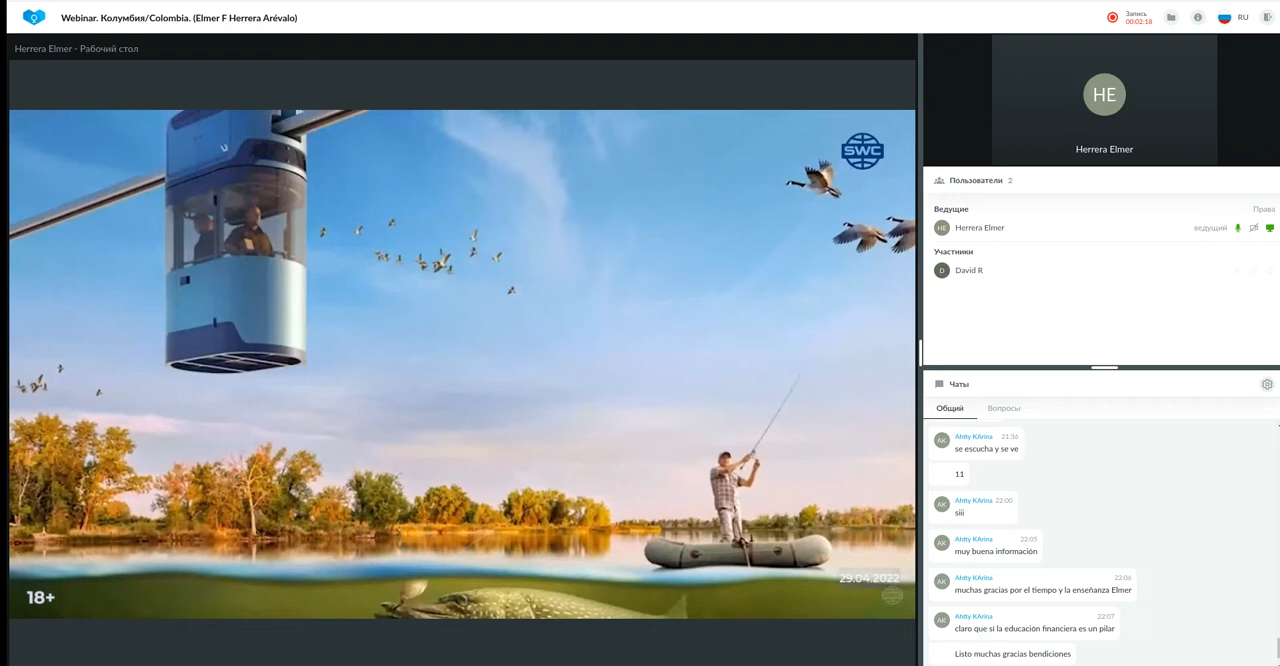 Webinar. Колумбия/Colombia. (Elmer F Herrera Arévalo)
Запись
00:02:18
RU
Herrera Elmer - Рабочий стол
SWC
29.04.2022
18+
HE
Herrera Elmer
Пользователи 2
Ведущие Права
HE Herrera Elmer ведущий
Участники
D David R
Чаты
Общий Вопросы
AK Ahtty KArina 21:36
se escucha y se ve
11
AK Ahtty KArina 22:00
siii
AK Ahtty KArina 22:05
muy buena información
AK Ahtty KArina 22:06
muchas gracias por el tiempo y la enseñanza Elmer
AK Ahtty KArina 22:07
claro que sí la educación financiera es un pilar
Listo muchas gracias bendiciones